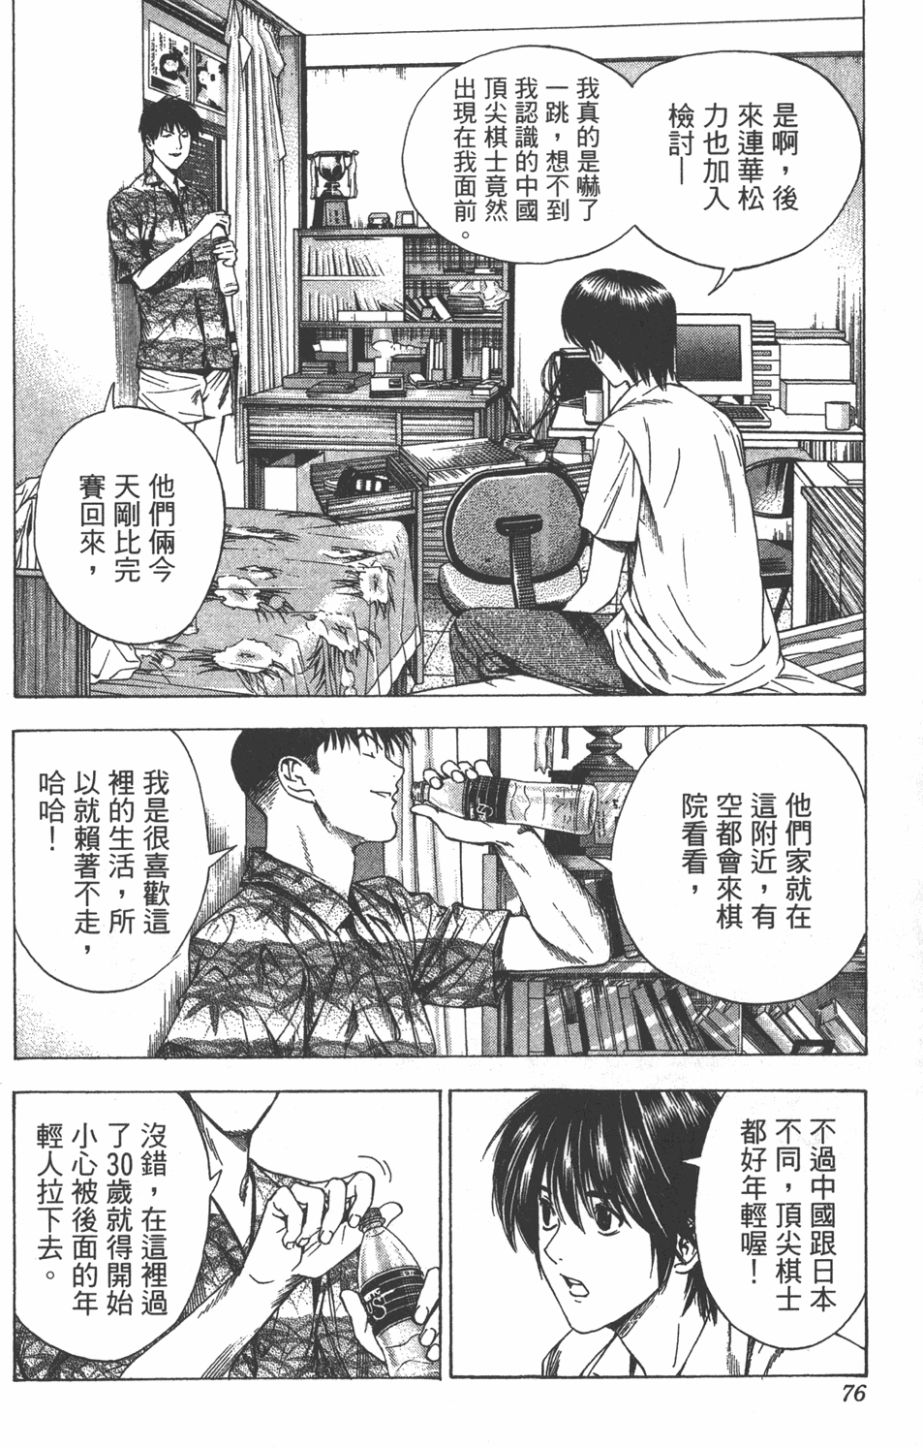 是啊，後
來連華松
力也加入
檢討—
我真的是嚇了
一跳，想不到
我認識的中國
頂尖棋士竟然
出現在我面前。
他們倆今
天剛比完
賽回來，
他們家就在
這附近，有
空都會來棋
院看看，
我是很喜歡這
裡的生活，所
以就賴著不走，
哈哈！
不過中國跟日本
不同，頂尖棋士
都好年輕喔！
沒錯，在這裡過
了30歲就得開始
小心被後面的年
輕人拉下去。
76